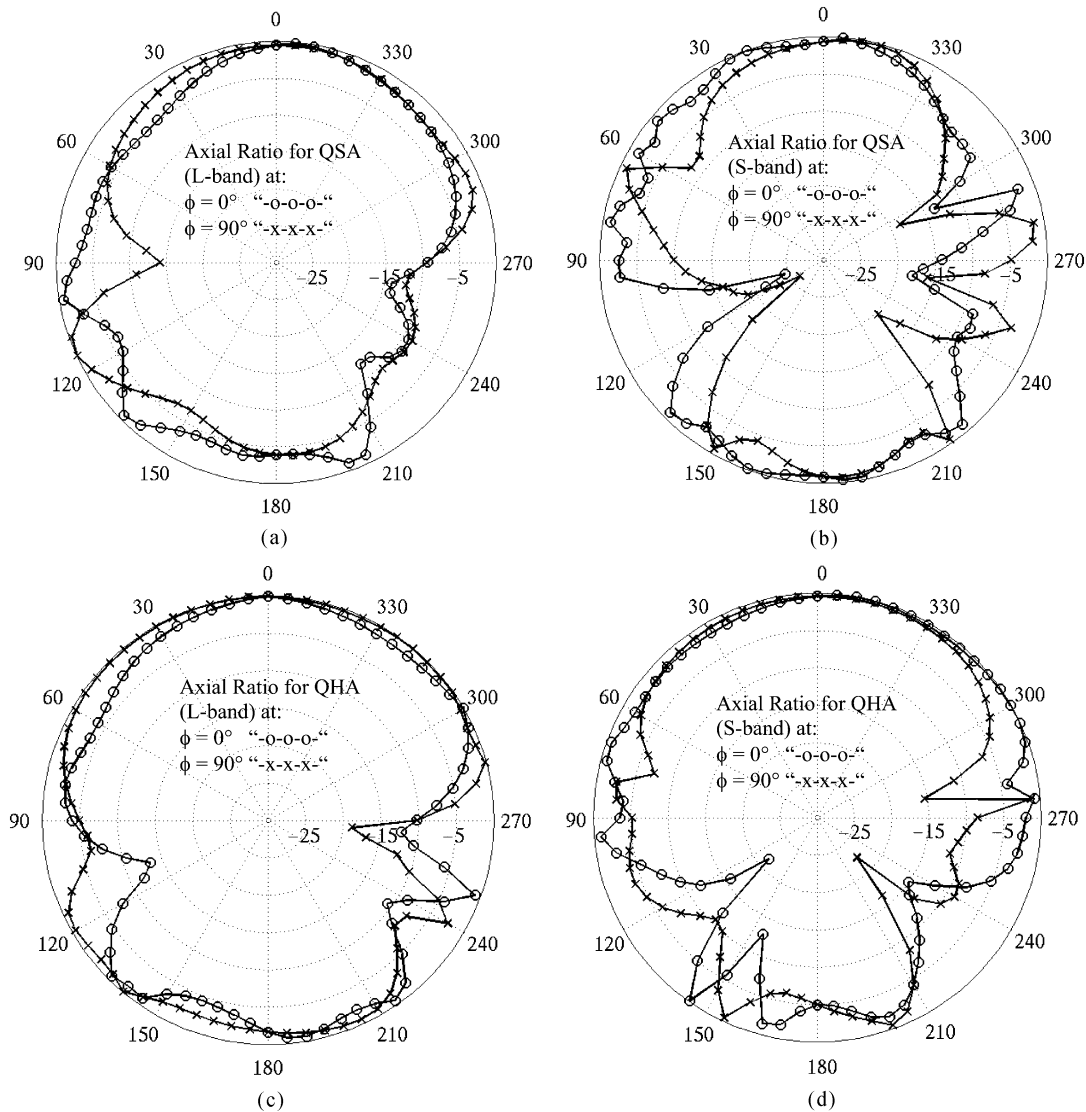 0
30
330
60
300
90
270
120
240
150
210
180
Axial Ratio for QSA
(L-band) at:
ϕ = 0° “-o-o-o-“
ϕ = 90° “-x-x-x-“
−25 −15 −5
(a)
0
30
330
60
300
90
270
120
240
150
210
180
Axial Ratio for QSA
(S-band) at:
ϕ = 0° “-o-o-o-“
ϕ = 90° “-x-x-x-“
−25 −15 −5
(b)
0
30
330
60
300
90
270
120
240
150
210
180
Axial Ratio for QHA
(L-band) at:
ϕ = 0° “-o-o-o-“
ϕ = 90° “-x-x-x-“
−25 −15 −5
(c)
0
30
330
60
300
90
270
120
240
150
210
180
Axial Ratio for QHA
(S-band) at:
ϕ = 0° “-o-o-o-“
ϕ = 90° “-x-x-x-“
−25 −15 −5
(d)